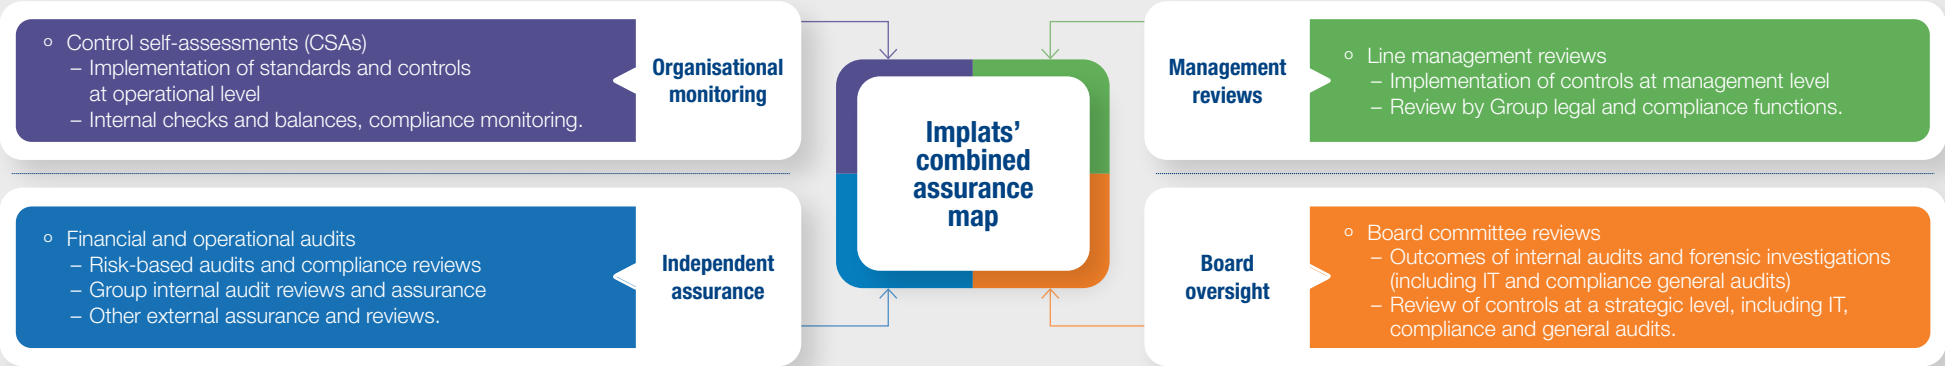 ○ Control self-assessments (CSAs)
– Implementation of standards and controls
at operational level
– Internal checks and balances, compliance monitoring.
Organisational
monitoring
○ Financial and operational audits
– Risk-based audits and compliance reviews
– Group internal audit reviews and assurance
– Other external assurance and reviews.
Independent
assurance
Implats’
combined
assurance
map
Management
reviews
○ Line management reviews
– Implementation of controls at management level
– Review by Group legal and compliance functions.
Board
oversight
○ Board committee reviews
– Outcomes of internal audits and forensic investigations
(including IT and compliance general audits)
– Review of controls at a strategic level, including IT,
compliance and general audits.